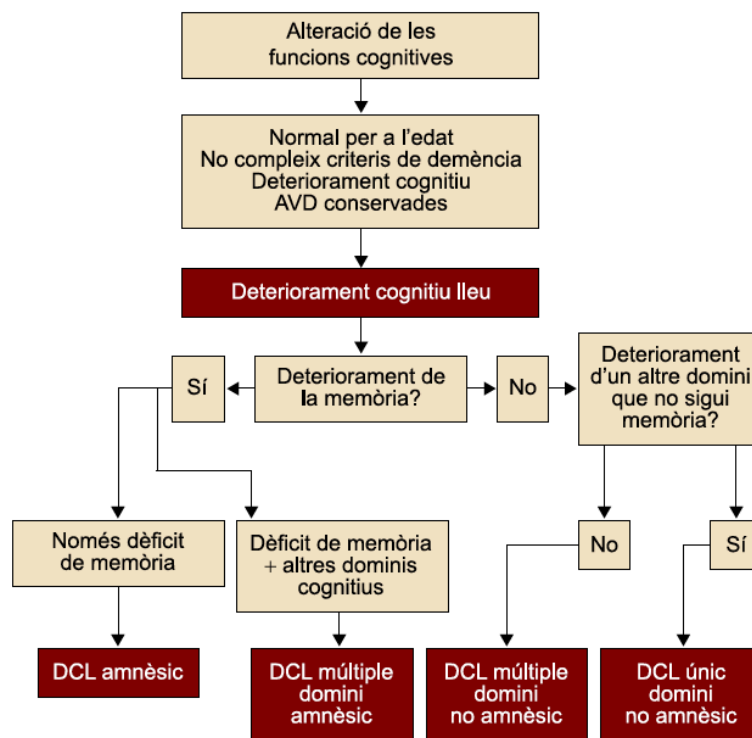 Alteració de les
funcions cognitives
Normal per a l'edat
No compleix criteris de demència
Deteriorament cognitiu
AVD conservades
Deteriorament cognitiu lleu
Sí
Deteriorament de
la memòria?
No
Deteriorament
d'un altre domini
que no sigui
memòria?
Només dèficit
de memòria
Dèficit de memòria
+ altres dominis
cognitius
No
Sí
DCL amnèsic
DCL múltiple
domini
amnèsic
DCL múltiple
domini
no amnèsic
DCL únic
domini
no amnèsic